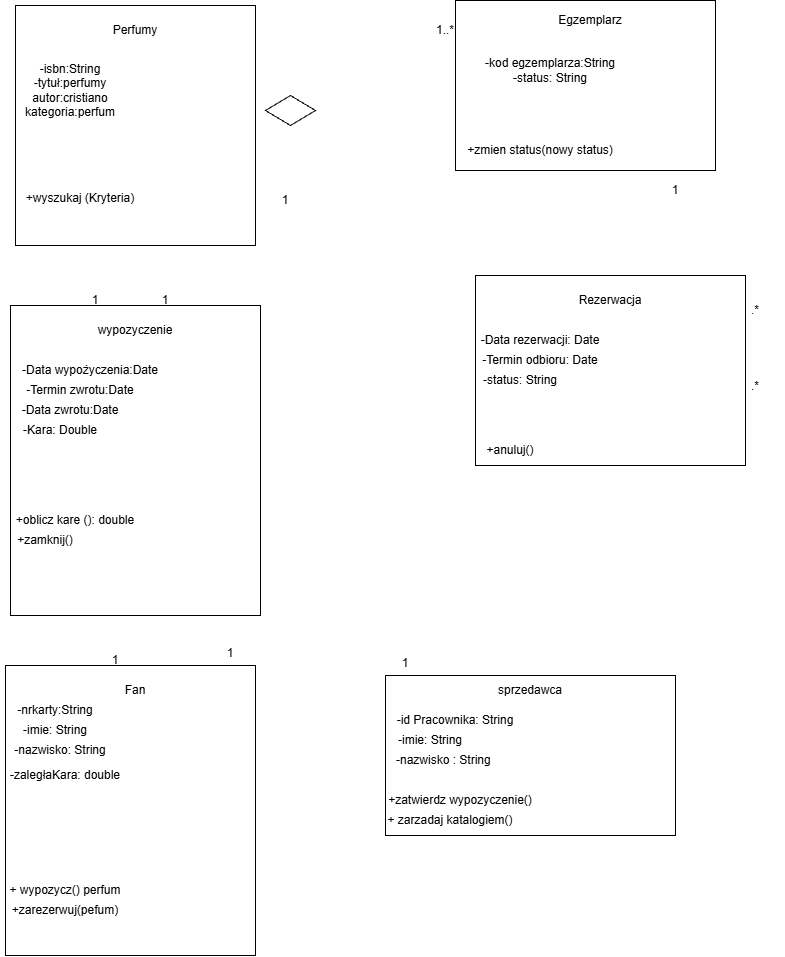 Perfumy
-isbn:String
-tytuł:perfumy
autor:cristiano
kategoria:perfum
+wyszukaj (Kryteria)
1
1..*
Egzemplarz
-kod egzemplarza:String
-status: String
+zmien status(nowy status)
1
1
1
wypozyczenie
-Data wypożyczenia:Date
-Termin zwrotu:Date
-Data zwrotu:Date
-Kara: Double
+oblicz kare (): double
+zamknij()
Rezerwacja
-Data rezerwacji: Date
-Termin odbioru: Date
-status: String
+anuluj()
.*
.*
1
1
Fan
-nrkarty:String
-imie: String
-nazwisko: String
-zaległaKara: double
+ wypozycz() perfum
+zarezerwuj(pefum)
1
sprzedawca
-id Pracownika: String
-imie: String
-nazwisko : String
+zatwierdz wypozyczenie()
+ zarzadaj katalogiem()